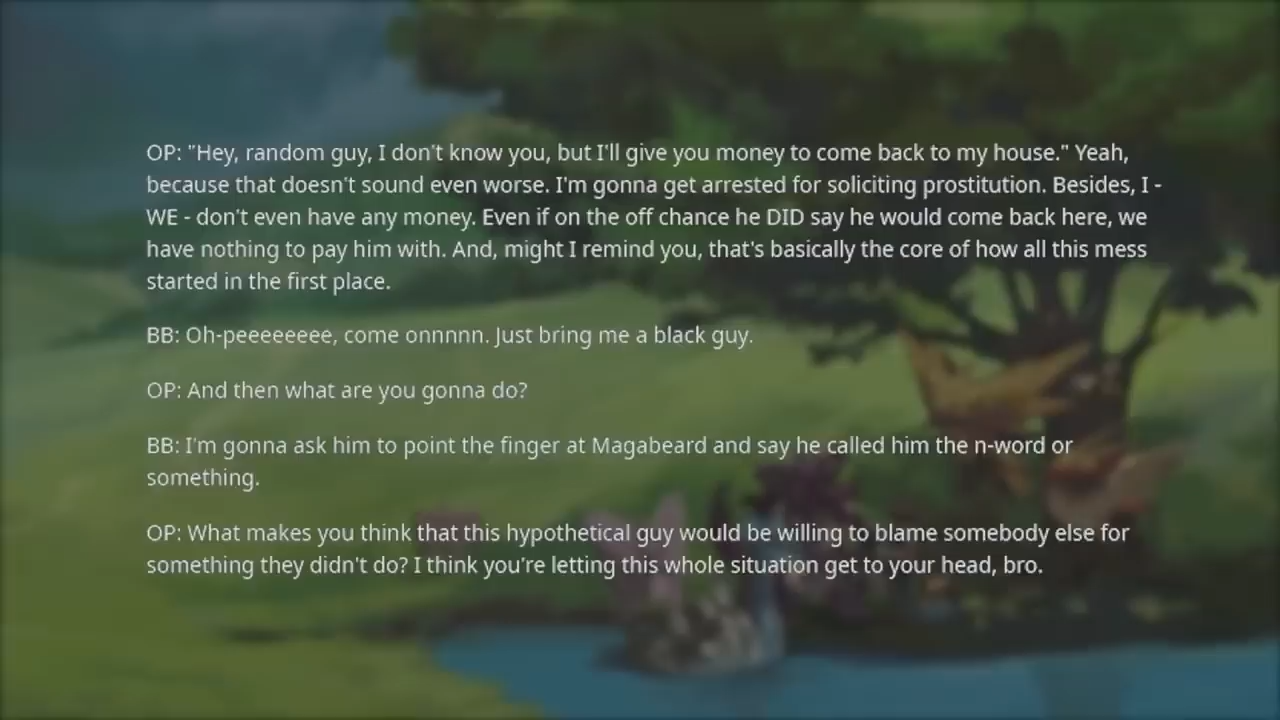 OP: "Hey, random guy, I don't know you, but I'll give you money to come back to my house." Yeah,
because that doesn't sound even worse. I'm gonna get arrested for soliciting prostitution. Besides, I -
WE - don't even have any money. Even if on the off chance he DID say he would come back here, we
have nothing to pay him with. And, might I remind you, that's basically the core of how all this mess
started in the first place.
BB: Oh-peeeeeeee, come onnnnn. Just bring me a black guy.
OP: And then what are you gonna do?
BB: I'm gonna ask him to point the finger at Magabeard and say he called him the n-word or
something.
OP: What makes you think that this hypothetical guy would be willing to blame somebody else for
something they didn't do? I think you're letting this whole situation get to your head, bro.